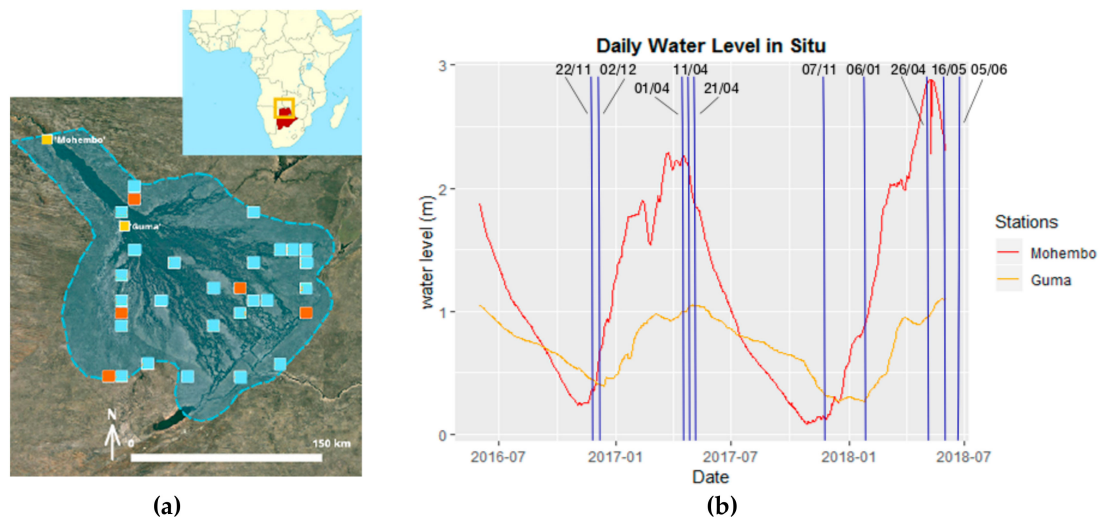 'Mohembo'
'Guma'
N
0
150 km
(a)
Daily Water Level in Situ
22/11
02/12
11/04
01/04
21/04
07/11
06/01
26/04
16/05
05/06
3
2
1
0
water level (m)
2016-07
2017-01
2017-07
2018-01
2018-07
Date
Stations
Mohembo
Guma
(b)